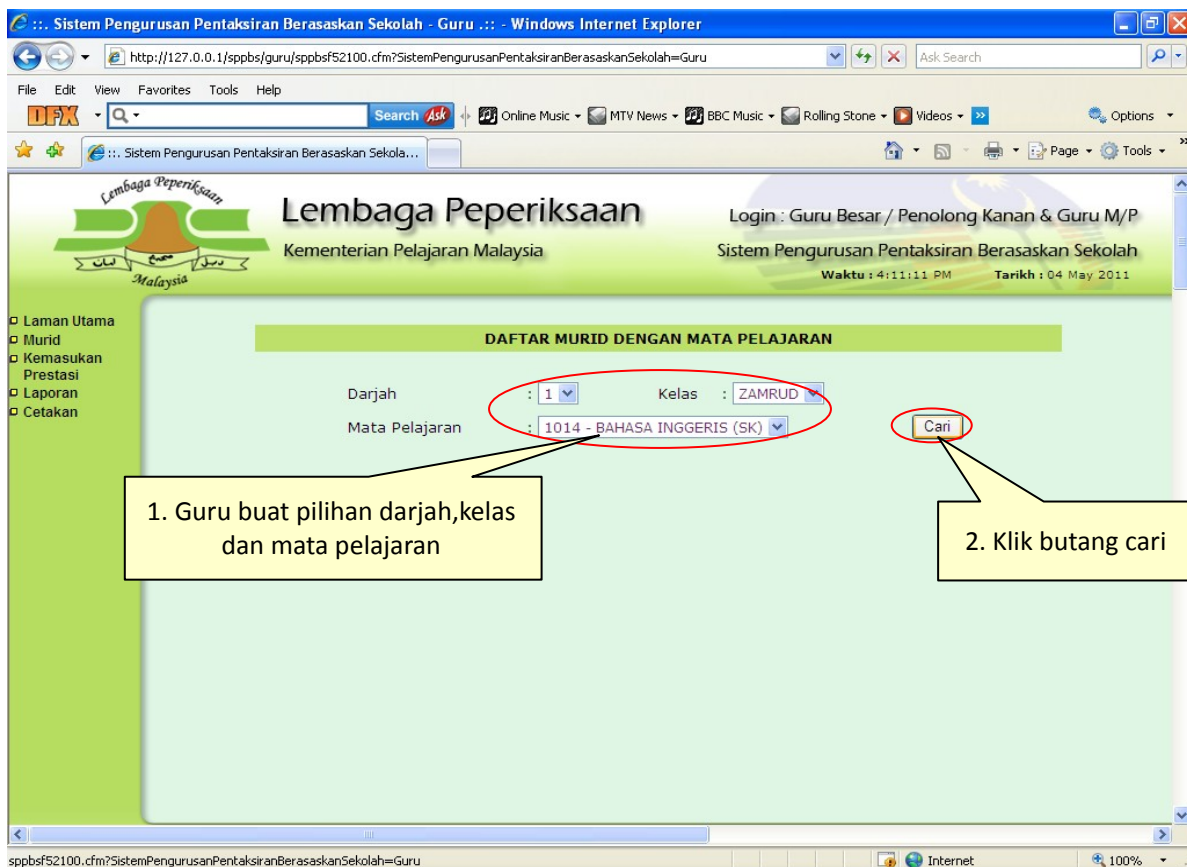 ::. Sistem Pengurusan Pentaksiran Berasaskan Sekolah - Guru .:: - Windows Internet Explorer
http://127.0.0.1/sppbs/guru/sppbsf52100.cfm?SistemPengurusanPentaksiranBerasaskanSekolah=Guru
Ask Search
File Edit View Favorites Tools Help
Search Ask Online Music MTV News BBC Music Rolling Stone Videos Options
::. Sistem Pengurusan Pentaksiran Berasaskan Sekola...
Page Tools
Lembaga Peperiksaan
Malaysia
Lembaga Peperiksaan
Kementerian Pelajaran Malaysia
Login : Guru Besar / Penolong Kanan & Guru M/P
Sistem Pengurusan Pentaksiran Berasaskan Sekolah
Waktu : 4:11:11 PM Tarikh : 04 May 2011
Laman Utama
Murid
Kemasukan
Prestasi
Laporan
Cetakan
DAFTAR MURID DENGAN MATA PELAJARAN
Darjah : 1 Kelas : ZAMRUD
Mata Pelajaran : 1014 - BAHASA INGGERIS (SK) Cari
1. Guru buat pilihan darjah,kelas
dan mata pelajaran
2. Klik butang cari
sppbsf52100.cfm?SistemPengurusanPentaksiranBerasaskanSekolah=Guru
Internet
100%